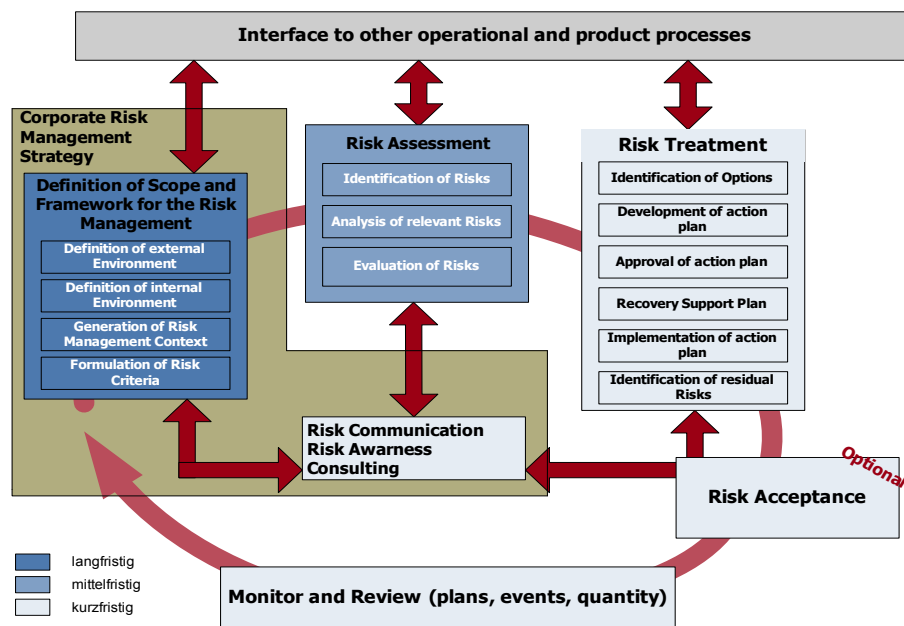 Interface to other operational and product processes
Corporate Risk
Management
Strategy
Definition of Scope and
Framework for the Risk
Management
Definition of external
Environment
Definition of internal
Environment
Generation of Risk
Management Context
Formulation of Risk
Criteria
Risk Assessment
Identification of Risks
Analysis of relevant Risks
Evaluation of Risks
Risk Treatment
Identification of Options
Development of action
plan
Approval of action plan
Recovery Support Plan
Implementation of action
plan
Identification of residual
Risks
Risk Communication
Risk Awarness
Consulting
Optional
Risk Acceptance
Monitor and Review (plans, events, quantity)
langfristig
mittelfristig
kurzfristig